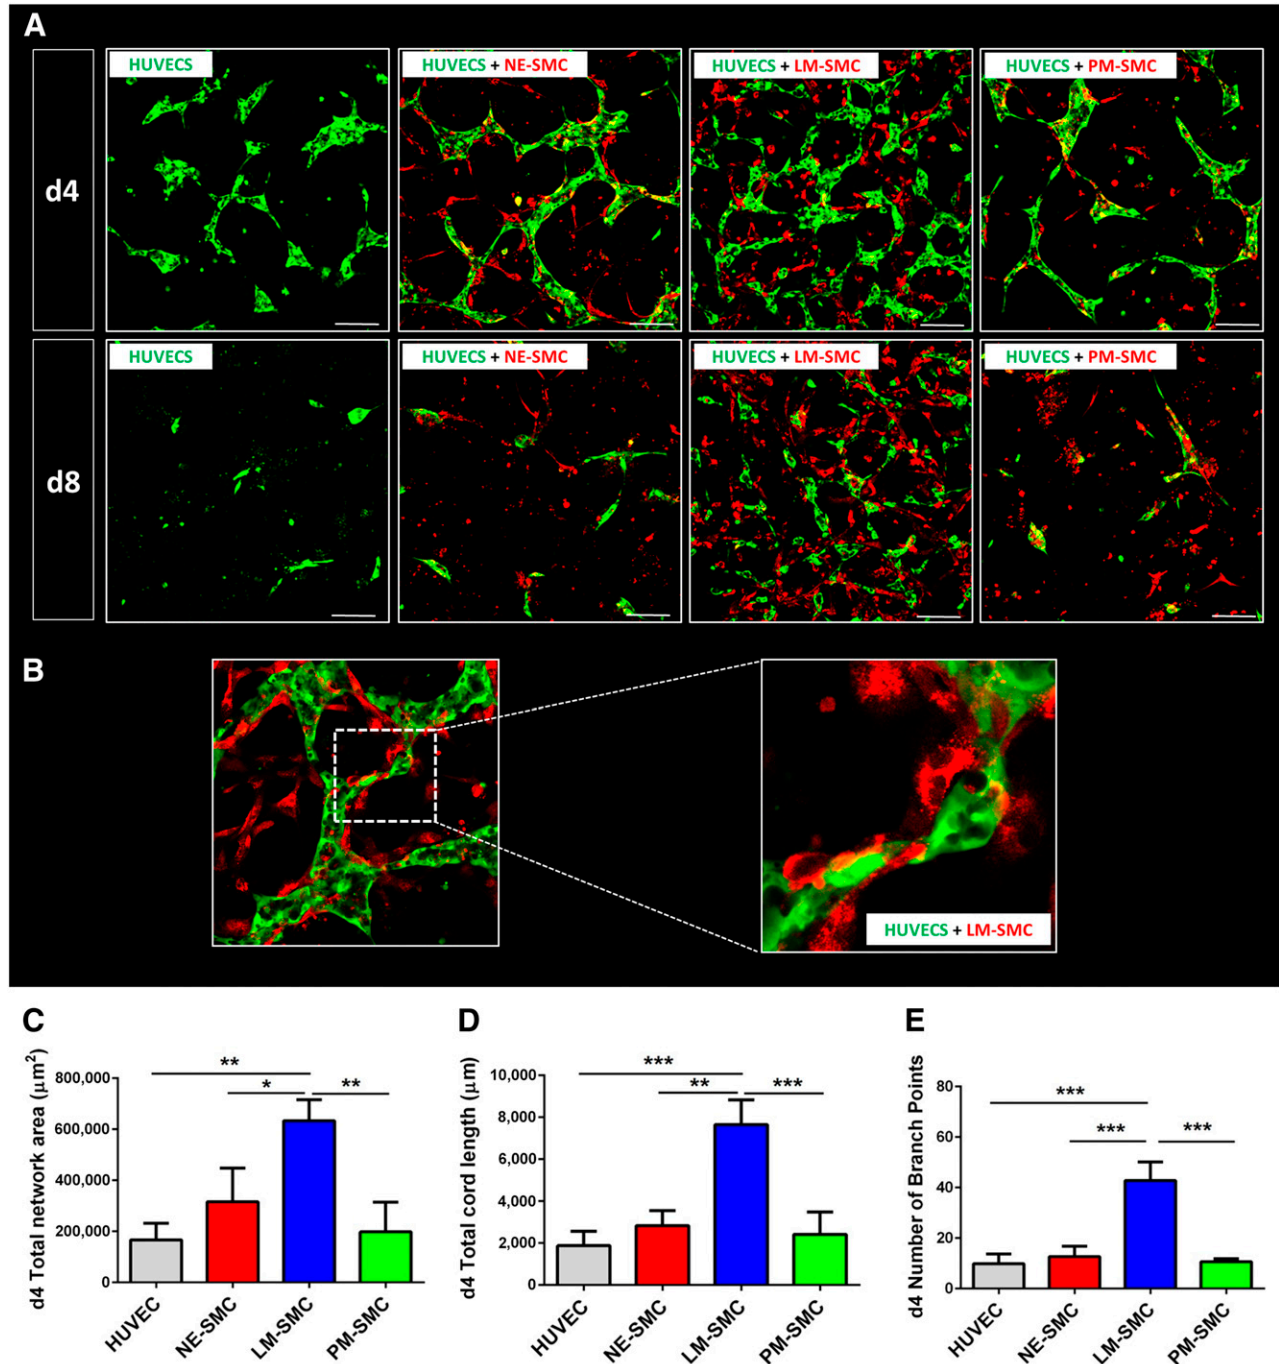 A
d4
HUVECS
HUVECS + NE-SMC
HUVECS + LM-SMC
HUVECS + PM-SMC
d8
HUVECS
HUVECS + NE-SMC
HUVECS + LM-SMC
HUVECS + PM-SMC
B
HUVECS + LM-SMC
C
d4 Total network area (μm²)
800,000
600,000
400,000
200,000
0
**
*
**
HUVEC
NE-SMC
LM-SMC
PM-SMC
D
d4 Total cord length (μm)
10,000
8,000
6,000
4,000
2,000
0
***
**
***
HUVEC
NE-SMC
LM-SMC
PM-SMC
E
d4 Number of Branch Points
80
60
40
20
0
***
***
***
HUVEC
NE-SMC
LM-SMC
PM-SMC